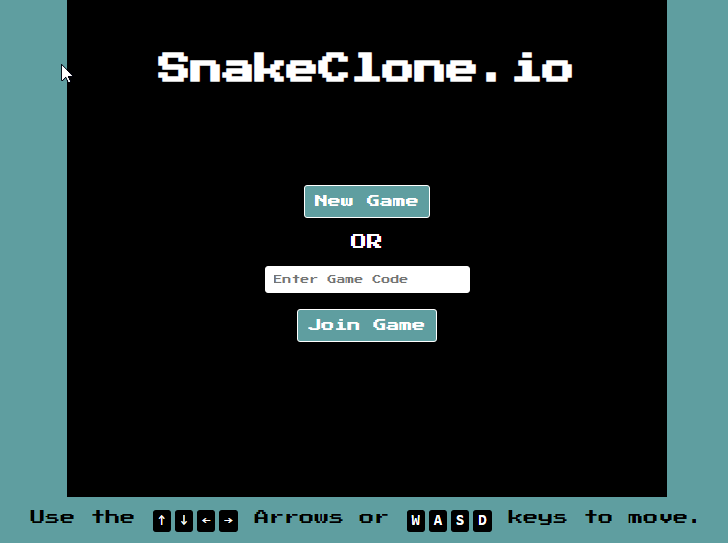 SnakeClone.io
New Game
OR
Enter Game Code
Join Game
Use the ↑ ↓ ← → Arrows or W A S D keys to move.